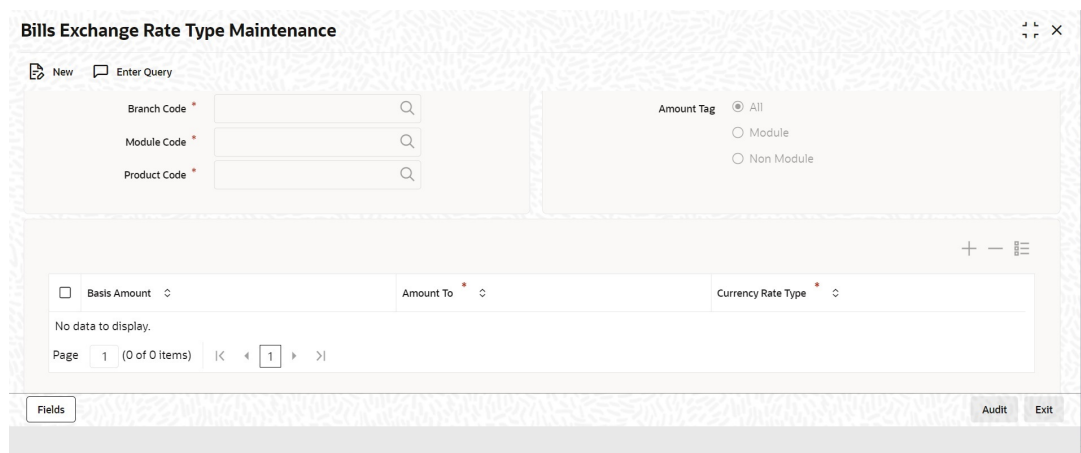 Bills Exchange Rate Type Maintenance
New Enter Query
Branch Code * Amount Tag All
Module Code * Module
Product Code * Non Module
Basis Amount Amount To * Currency Rate Type *
No data to display.
Page 1 (0 of 0 items) 1
Fields Audit Exit